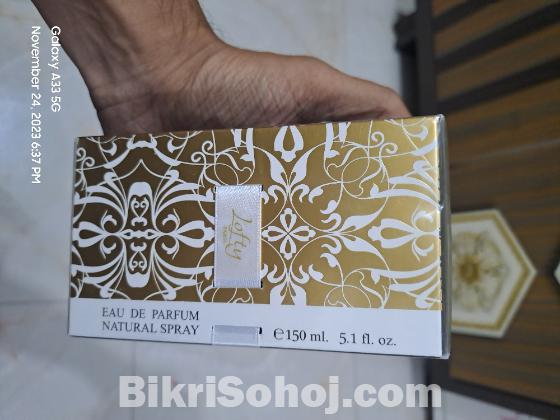 Galaxy A33 5G
November 24, 2023 6:37 PM
Lofty
EAU DE PARFUM
NATURAL SPRAY
℮150 ml. 5.1 fl. oz.
BikriSohoj.com